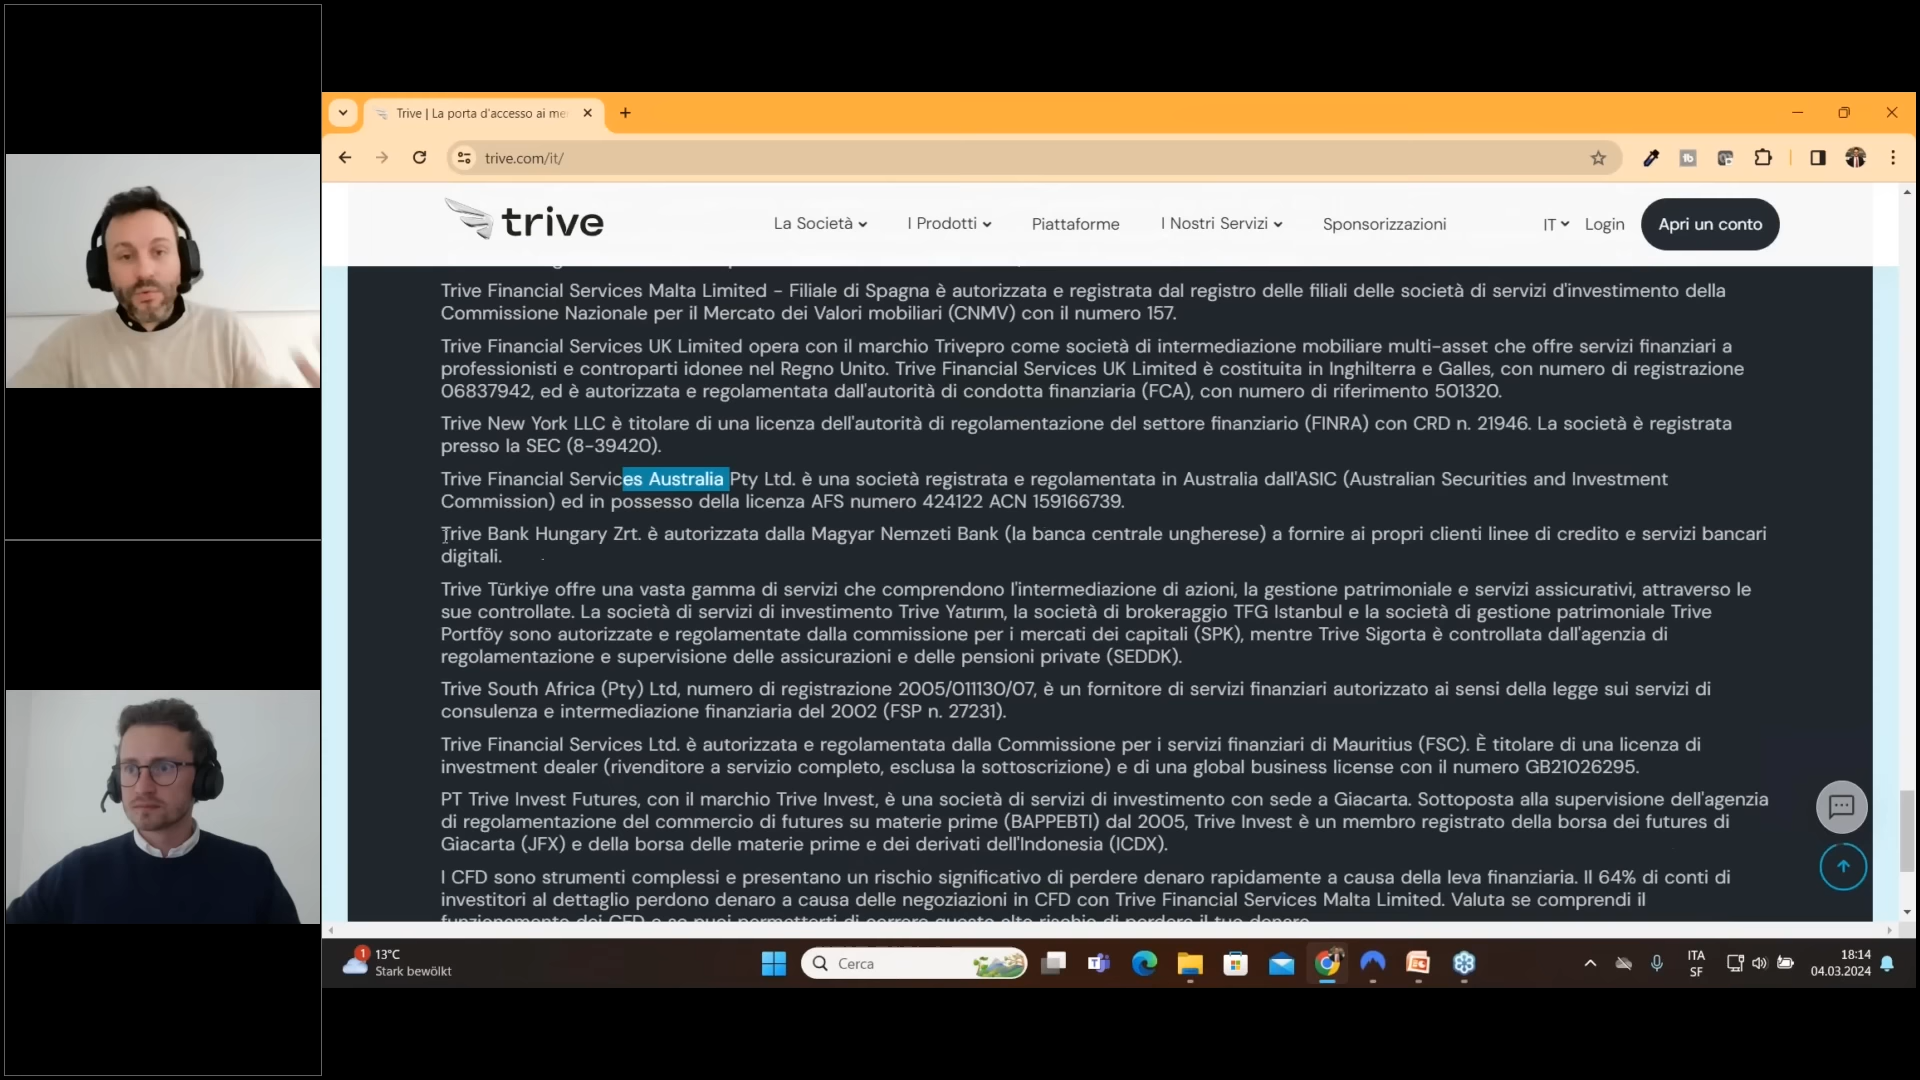 Trive | La porta d'accesso ai me
trive.com/it/
trive
La Società
I Prodotti
Piattaforme
I Nostri Servizi
Sponsorizzazioni
IT
Login
Apri un conto
Trive Financial Services Malta Limited - Filiale di Spagna è autorizzata e registrata dal registro delle filiali delle società di servizi d'investimento della
Commissione Nazionale per il Mercato dei Valori mobiliari (CNMV) con il numero 157.
Trive Financial Services UK Limited opera con il marchio Trivepro come società di intermediazione mobiliare multi-asset che offre servizi finanziari a
professionisti e controparti idonee nel Regno Unito. Trive Financial Services UK Limited è costituita in Inghilterra e Galles, con numero di registrazione
06837942, ed è autorizzata e regolamentata dall'autorità di condotta finanziaria (FCA), con numero di riferimento 501320.
Trive New York LLC è titolare di una licenza dell'autorità di regolamentazione del settore finanziario (FINRA) con CRD n. 21946. La società è registrata
presso la SEC (8-39420).
Trive Financial Services Australia Pty Ltd. è una società registrata e regolamentata in Australia dall'ASIC (Australian Securities and Investment
Commission) ed in possesso della licenza AFS numero 424122 ACN 159166739.
Trive Bank Hungary Zrt. è autorizzata dalla Magyar Nemzeti Bank (la banca centrale ungherese) a fornire ai propri clienti linee di credito e servizi bancari
digitali.
Trive Türkiye offre una vasta gamma di servizi che comprendono l'intermediazione di azioni, la gestione patrimoniale e servizi assicurativi, attraverso le
sue controllate. La società di servizi di investimento Trive Yatırım, la società di brokeraggio TFG Istanbul e la società di gestione patrimoniale Trive
Portföy sono autorizzate e regolamentate dalla commissione per i mercati dei capitali (SPK), mentre Trive Sigorta è controllata dall'agenzia di
regolamentazione e supervisione delle assicurazioni e delle pensioni private (SEDDK).
Trive South Africa (Pty) Ltd, numero di registrazione 2005/011130/07, è un fornitore di servizi finanziari autorizzato ai sensi della legge sui servizi di
consulenza e intermediazione finanziaria del 2002 (FSP n. 27231).
Trive Financial Services Ltd. è autorizzata e regolamentata dalla Commissione per i servizi finanziari di Mauritius (FSC). È titolare di una licenza di
investment dealer (rivenditore a servizio completo, esclusa la sottoscrizione) e di una global business license con il numero GB21026295.
PT Trive Invest Futures, con il marchio Trive Invest, è una società di servizi di investimento con sede a Giacarta. Sottoposta alla supervisione dell'agenzia
di regolamentazione del commercio di futures su materie prime (BAPPEBTI) dal 2005, Trive Invest è un membro registrato della borsa dei futures di
Giacarta (JFX) e della borsa delle materie prime e dei derivati dell'Indonesia (ICDX).
I CFD sono strumenti complessi e presentano un rischio significativo di perdere denaro rapidamente a causa della leva finanziaria. Il 64% di conti di
investitori al dettaglio perdono denaro a causa delle negoziazioni in CFD con Trive Financial Services Malta Limited. Valuta se comprendi il
funzionamento dei CFD e se puoi permetterti di correre questo alto rischio di perdere il tuo denaro.
1
13°C
Stark bewölkt
Cerca
ITA
SF
18:14
04.03.2024